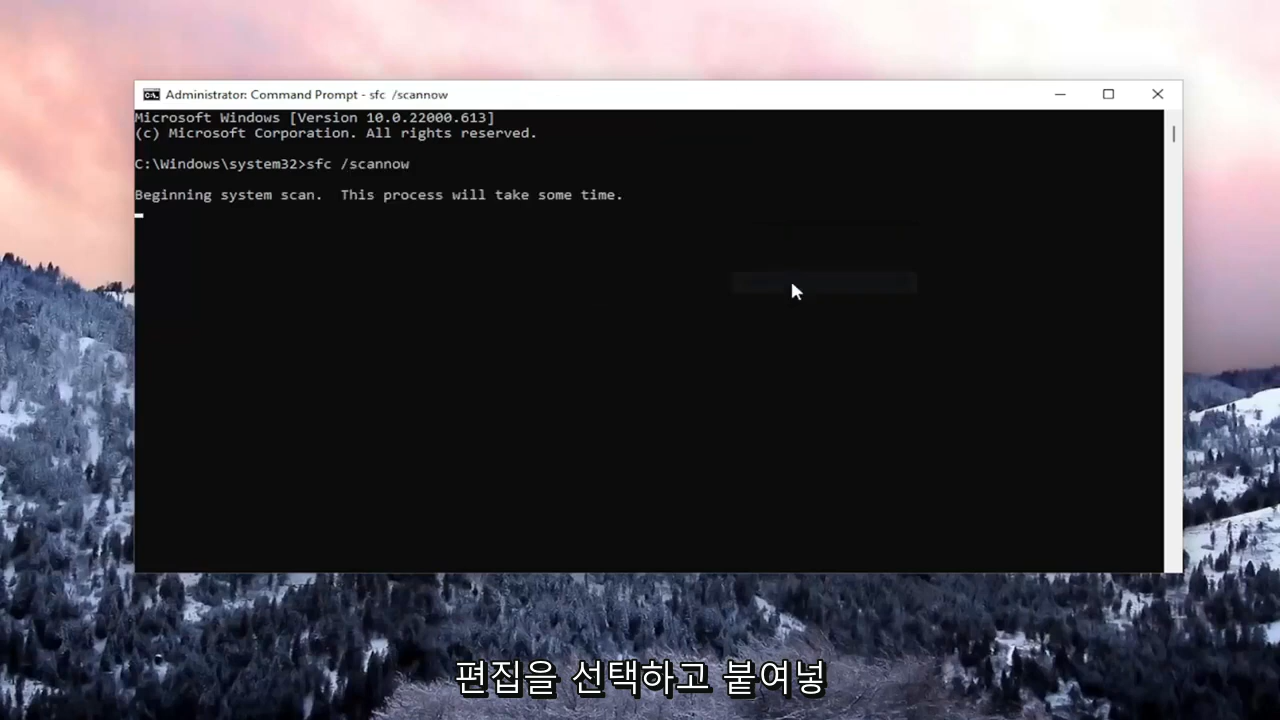 Administrator: Command Prompt - sfc /scannow
Microsoft Windows [Version 10.0.22000.613]
(c) Microsoft Corporation. All rights reserved.
C:\Windows\system32>sfc /scannow
Beginning system scan.  This process will take some time.
편집을 선택하고 붙여넣